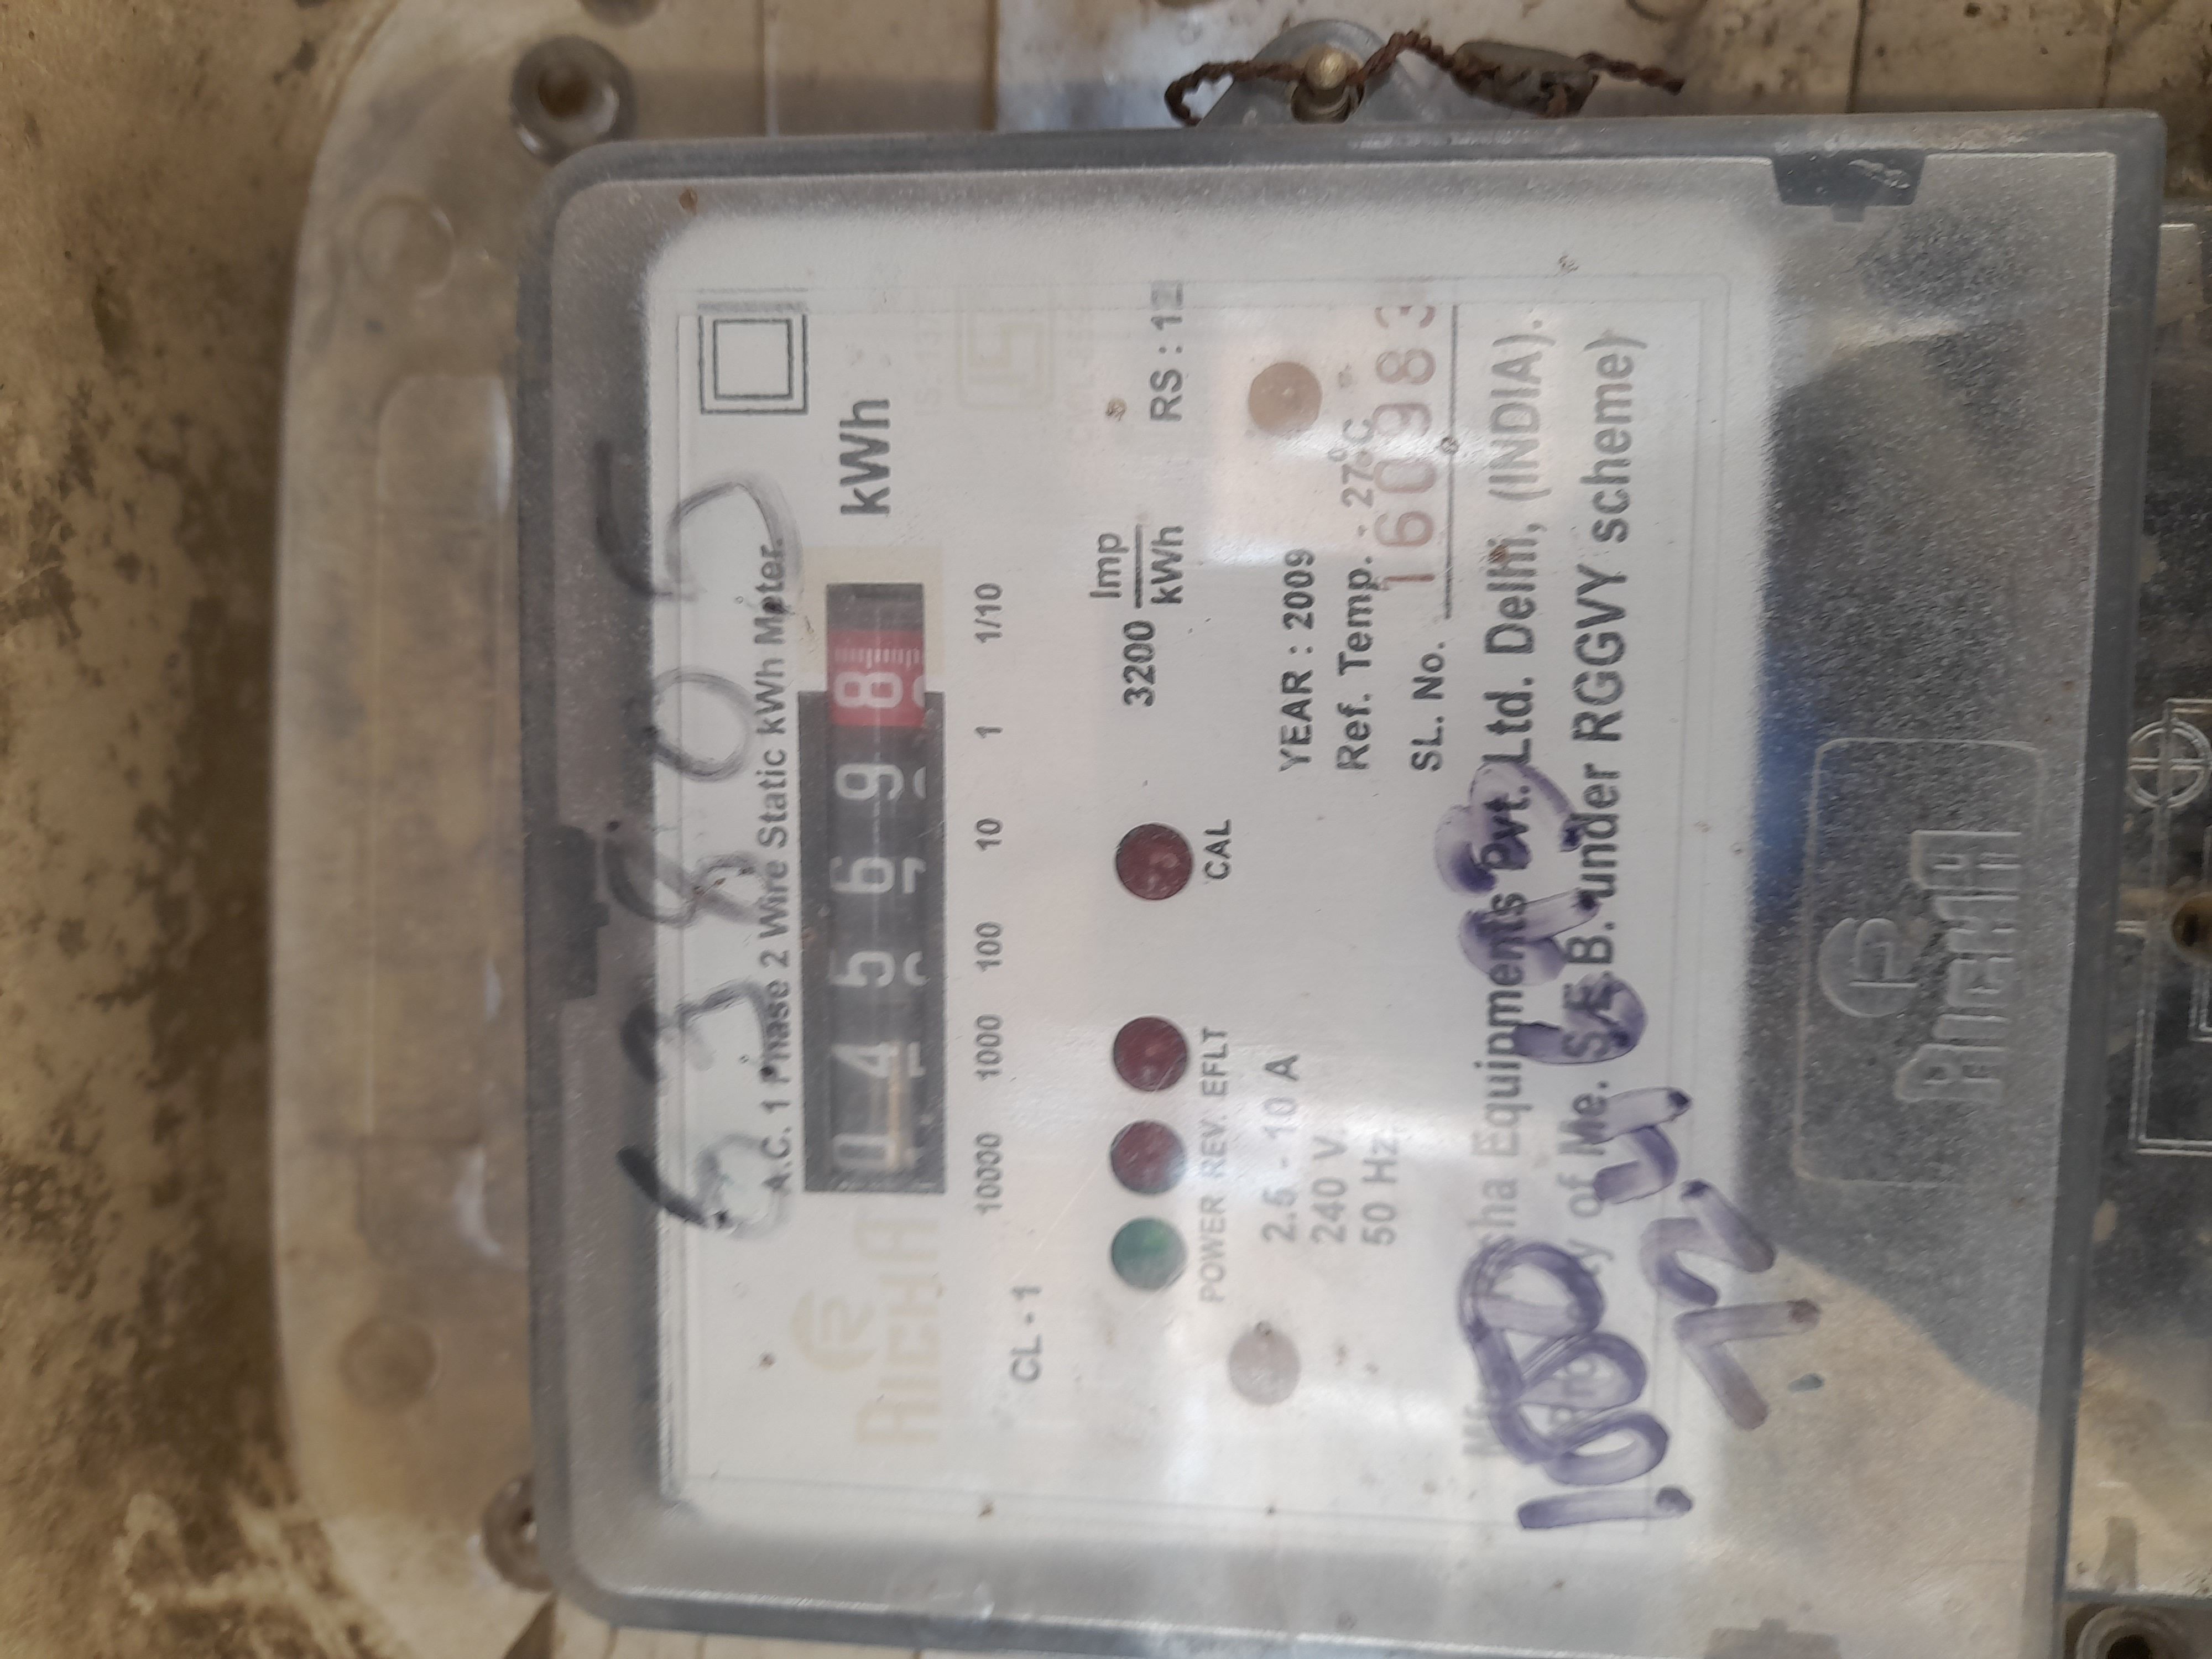 53805
A.C. 1 Phase 2 Wire Static kWh Meter.
RICHA
0 4 5 6 9 8 kWh
10000 1000 100 10 1 1/10
CL - 1
3200 Imp/kWh
RS : 12
POWER REV. EFLT CAL
2.5 - 10 A
240 V.
50 Hz.
YEAR : 2009
Ref. Temp. : 27°C
SL. No. 160983
Equipments Pvt. Ltd. Delhi, (INDIA).
of Me. S.E.B. under RGGVY scheme)
RICHA